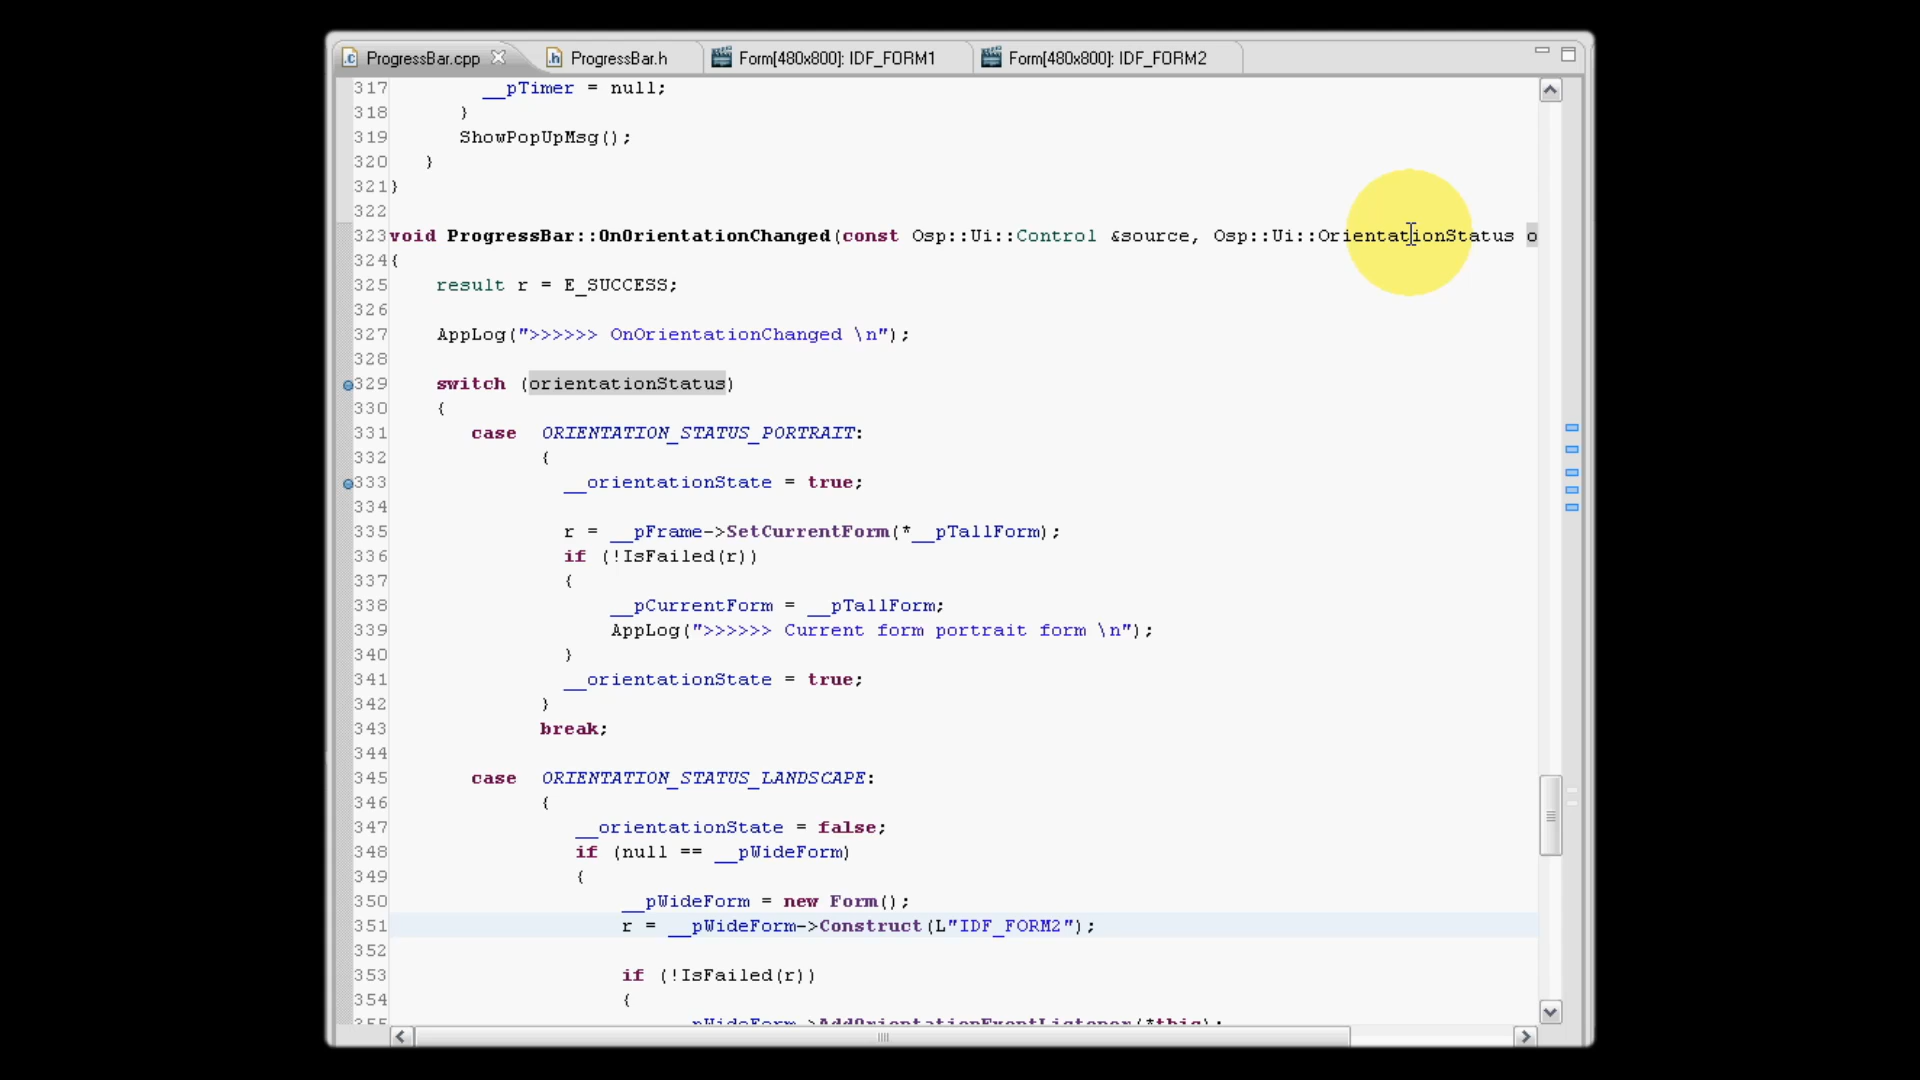 ProgressBar.cpp ProgressBar.h Form[480x800]: IDF_FORM1 Form[480x800]: IDF_FORM2
317 __pTimer = null;
318 }
319 ShowPopUpMsg();
320 }
321 }
322
323 void ProgressBar::OnOrientationChanged(const Osp::Ui::Control &source, Osp::Ui::OrientationStatus o
324 {
325 result r = E_SUCCESS;
326
327 AppLog(">>>>>> OnOrientationChanged \n");
328
329 switch (orientationStatus)
330 {
331 case ORIENTATION_STATUS_PORTRAIT:
332 {
333 __orientationState = true;
334
335 r = __pFrame->SetCurrentForm(*__pTallForm);
336 if (!IsFailed(r))
337 {
338 __pCurrentForm = __pTallForm;
339 AppLog(">>>>>> Current form portrait form \n");
340 }
341 __orientationState = true;
342 }
343 break;
344
345 case ORIENTATION_STATUS_LANDSCAPE:
346 {
347 __orientationState = false;
348 if (null == __pWideForm)
349 {
350 __pWideForm = new Form();
351 r = __pWideForm->Construct(L"IDF_FORM2");
352
353 if (!IsFailed(r))
354 {
355 pWideForm->AddOrientationEventListener(*this);